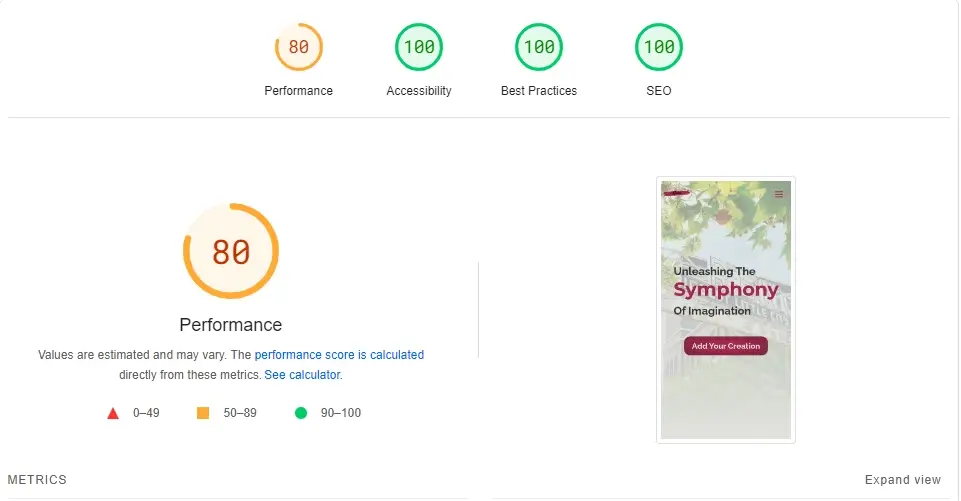 80
100
100
100
Performance
Accessibility
Best Practices
SEO
80
Performance
Values are estimated and may vary. The performance score is calculated
directly from these metrics. See calculator.
0–49
50–89
90–100
Unleashing The
Symphony
Of Imagination
Add Your Creation
METRICS
Expand view